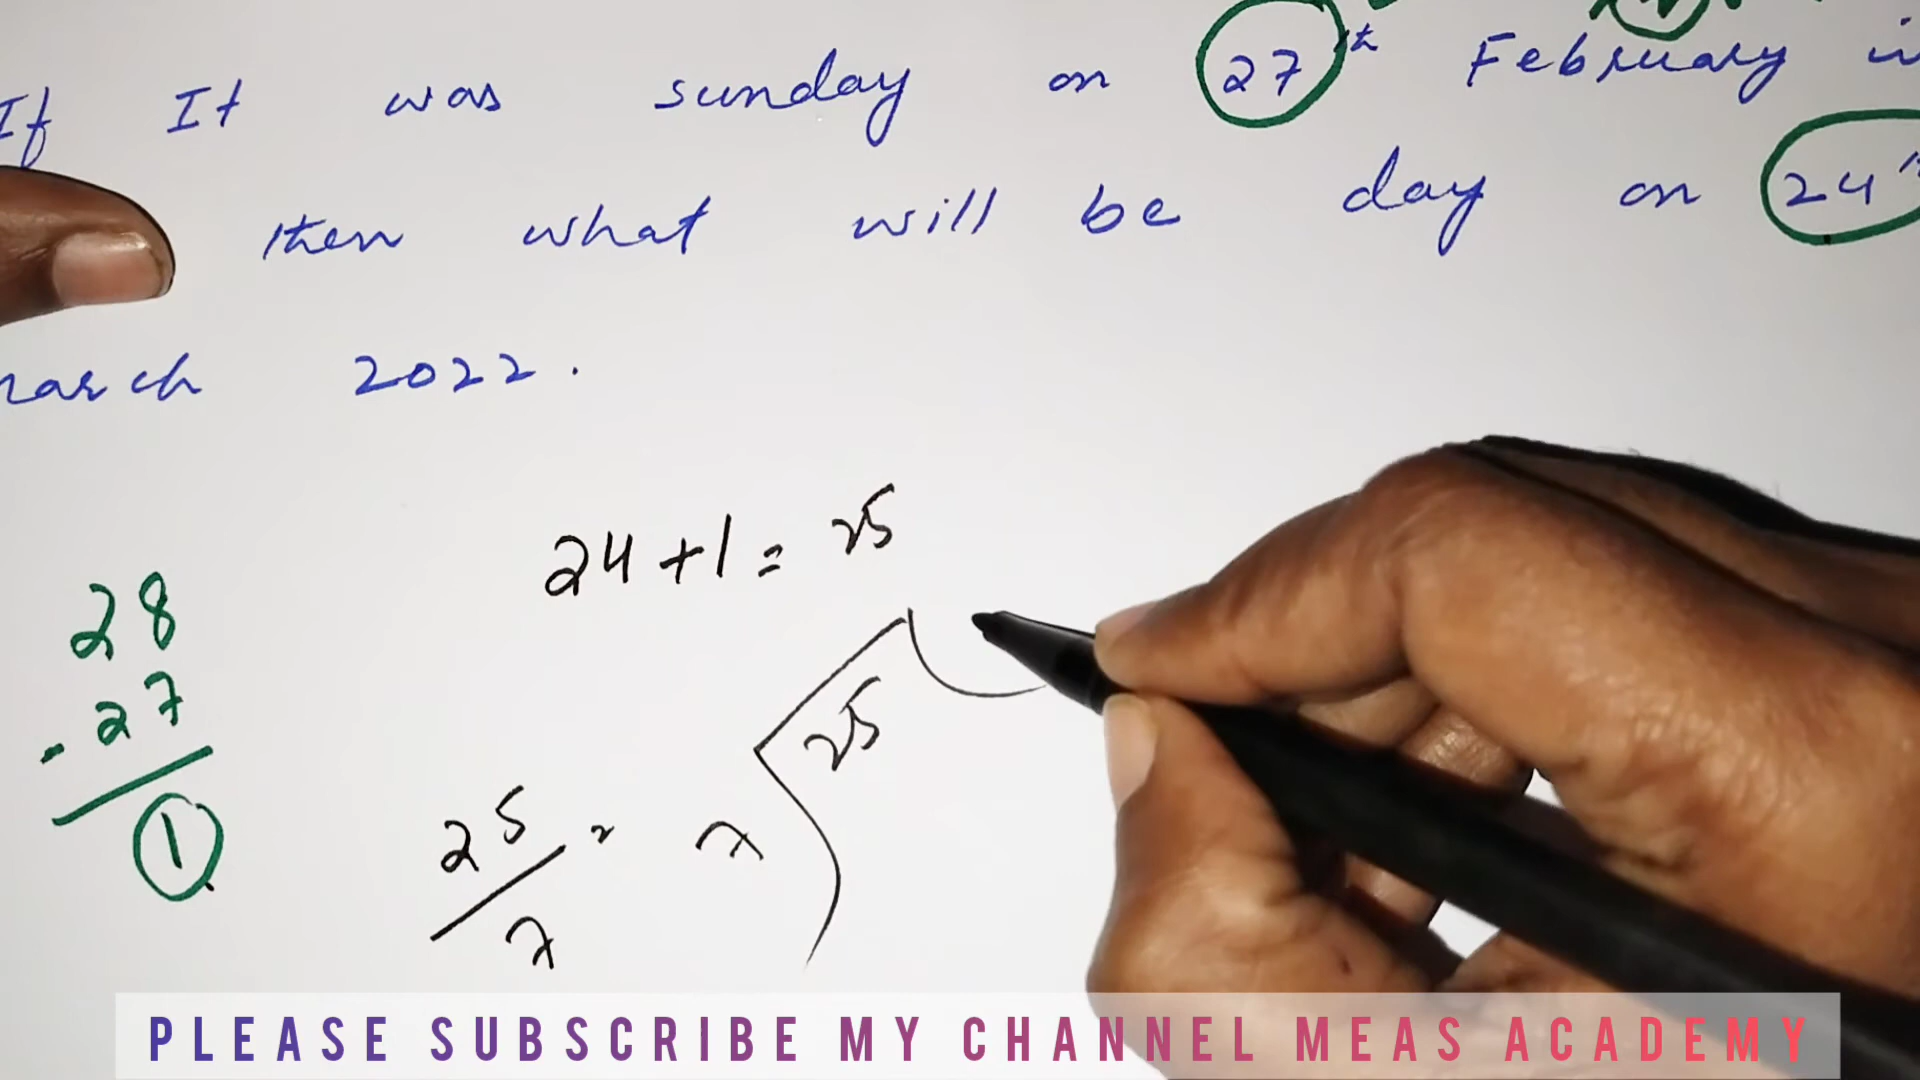 If It was sunday on 27th February in
then what will be day on 24th
march 2022.
24 + 1 = 25
28
- 27
1
25
7 25
25 =
7
PLEASE SUBSCRIBE MY CHANNEL MEAS ACADEMY